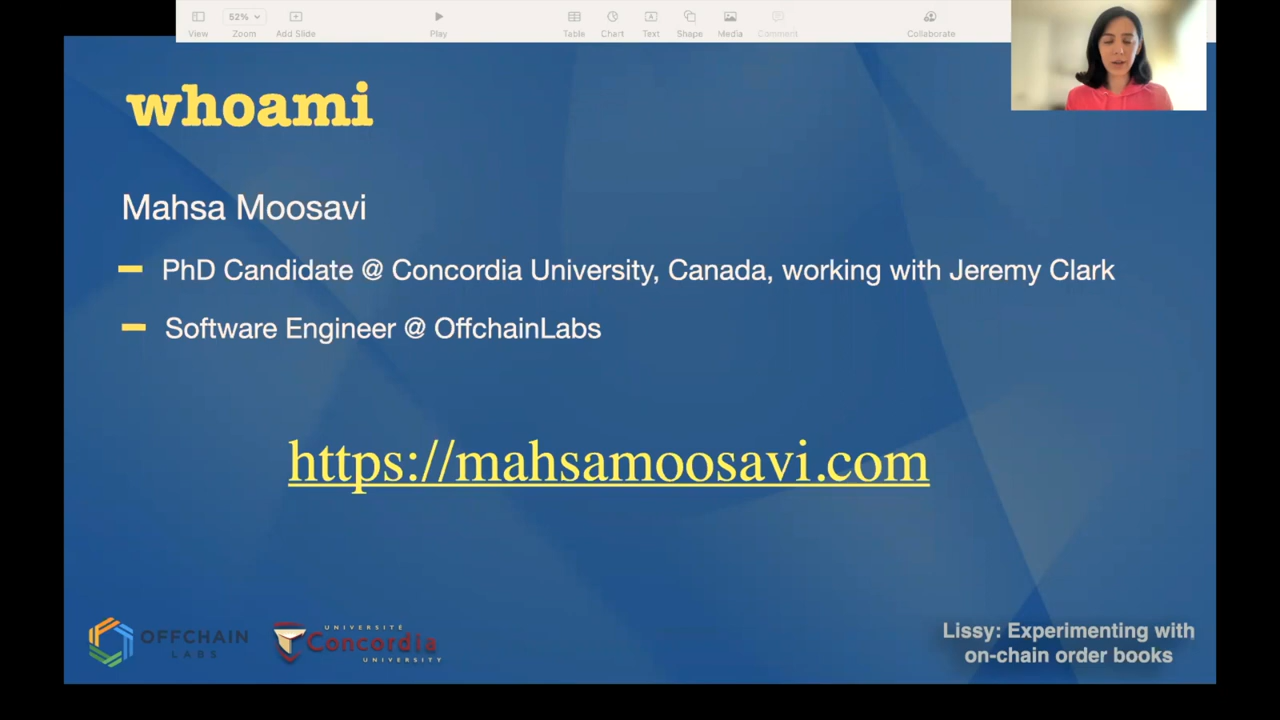 52%
View
Zoom
Add Slide
Play
Table
Chart
Text
Shape
Media
Comment
Collaborate
whoami
Mahsa Moosavi
PhD Candidate @ Concordia University, Canada, working with Jeremy Clark
Software Engineer @ OffchainLabs
https://mahsamoosavi.com
OFFCHAIN
LABS
UNIVERSITÉ
Concordia
UNIVERSITY
Lissy: Experimenting with
on-chain order books